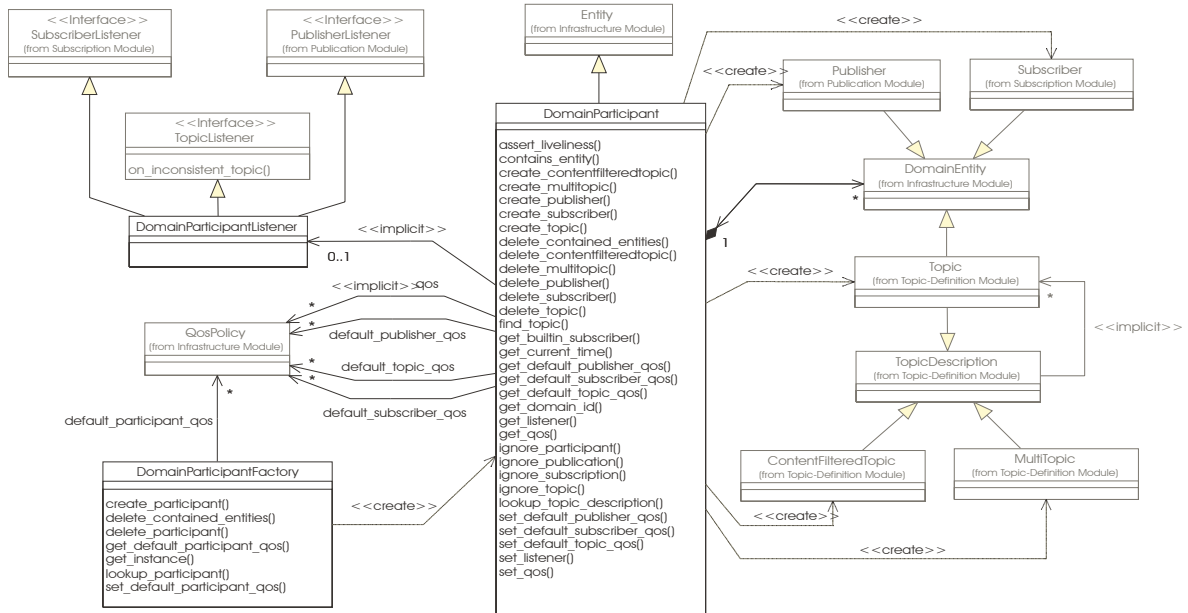 <<Interface>>
SubscriberListener
(from Subscription Module)
<<Interface>>
PublisherListener
(from Publication Module)
<<Interface>>
TopicListener
on_inconsistent_topic()
DomainParticipantListener
<<implicit>>
0..1
<<implicit>>
qos
*
*
default_publisher_qos
QosPolicy
(from Infrastructure Module)
*
default_topic_qos
*
default_subscriber_qos
*
default_participant_qos
DomainParticipantFactory
create_participant()
delete_contained_entities()
delete_participant()
get_default_participant_qos()
get_instance()
lookup_participant()
set_default_participant_qos()
<<create>>
Entity
(from Infrastructure Module)
DomainParticipant
assert_liveliness()
contains_entity()
create_contentfilteredtopic()
create_multitopic()
create_publisher()
create_subscriber()
create_topic()
delete_contained_entities()
delete_contentfilteredtopic()
delete_multitopic()
delete_publisher()
delete_subscriber()
delete_topic()
find_topic()
get_builtin_subscriber()
get_current_time()
get_default_publisher_qos()
get_default_subscriber_qos()
get_default_topic_qos()
get_domain_id()
get_listener()
get_qos()
ignore_participant()
ignore_publication()
ignore_subscription()
ignore_topic()
lookup_topic_description()
set_default_publisher_qos()
set_default_subscriber_qos()
set_default_topic_qos()
set_listener()
set_qos()
<<create>>
<<create>>
Publisher
(from Publication Module)
Subscriber
(from Subscription Module)
DomainEntity
(from Infrastructure Module)
*
1
<<create>>
Topic
(from Topic-Definition Module)
*
<<implicit>>
TopicDescription
(from Topic-Definition Module)
ContentFilteredTopic
(from Topic-Definition Module)
MultiTopic
(from Topic-Definition Module)
<<create>>
<<create>>